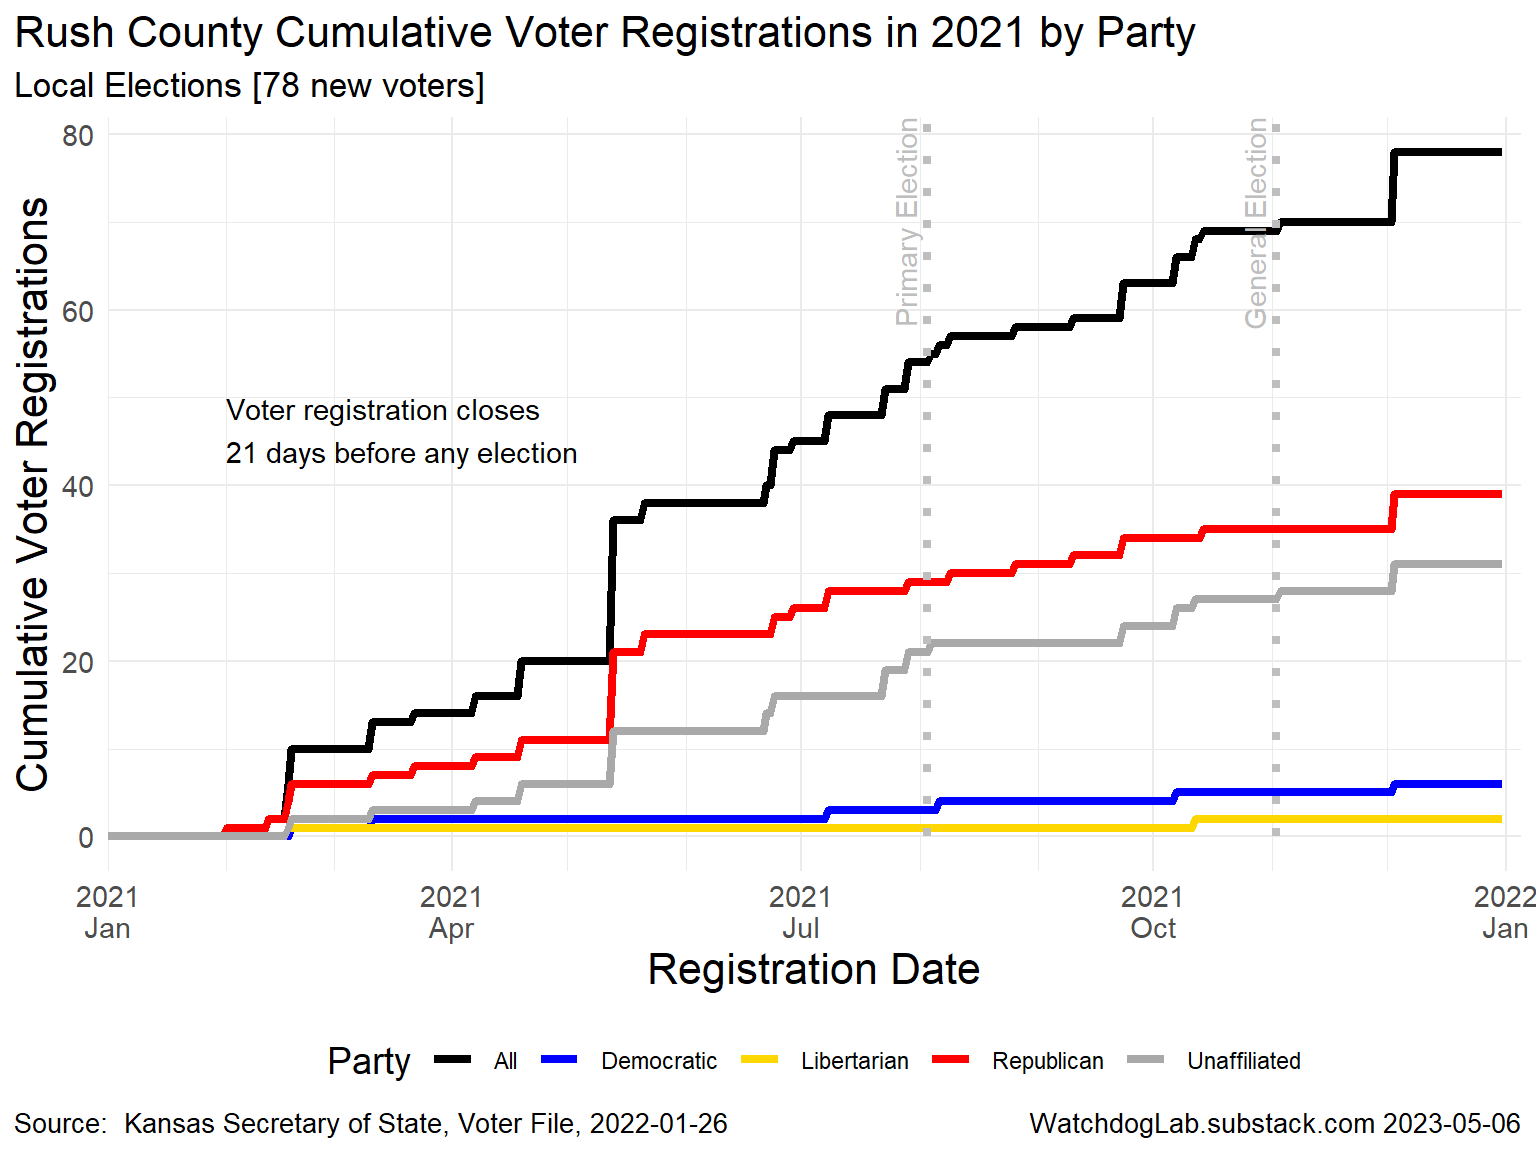 Rush County Cumulative Voter Registrations in 2021 by Party
Local Elections [78 new voters]
Cumulative Voter Registrations
80
60
40
20
0
Primary Election
General Election
Voter registration closes
21 days before any election
2021 2021 2021 2021 2022
Jan Apr Jul Oct Jan
Registration Date
Party All Democratic Libertarian Republican Unaffiliated
Source:  Kansas Secretary of State, Voter File, 2022-01-26
WatchdogLab.substack.com 2023-05-06